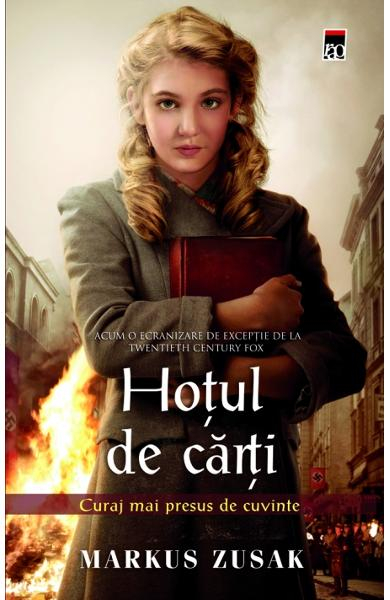 rao
ACUM O ECRANIZARE DE EXCEPȚIE DE LA
TWENTIETH CENTURY FOX
Hoțul
de cărți
Curaj mai presus de cuvinte
MARKUS ZUSAK